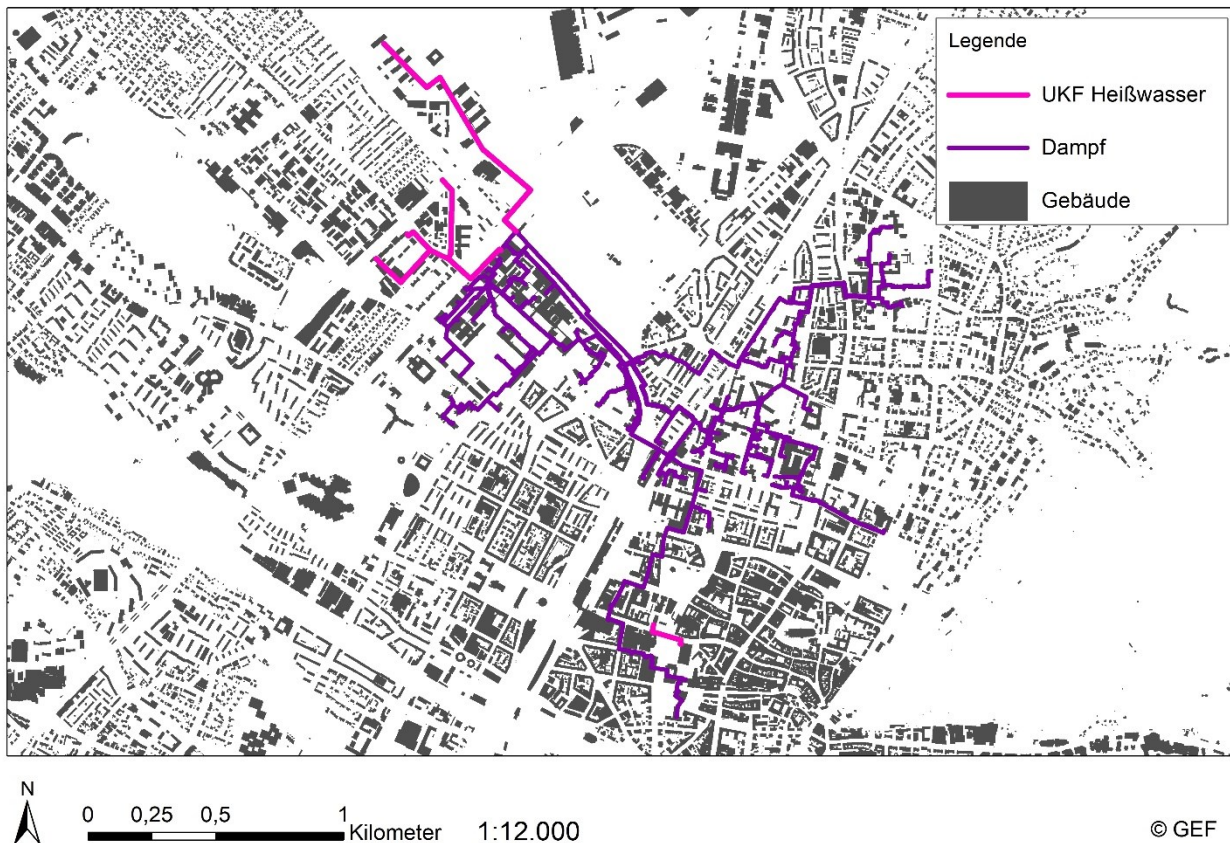 Legende
UKF Heißwasser
Dampf
Gebäude
N
0 0,25 0,5 1
Kilometer 1:12.000
© GEF